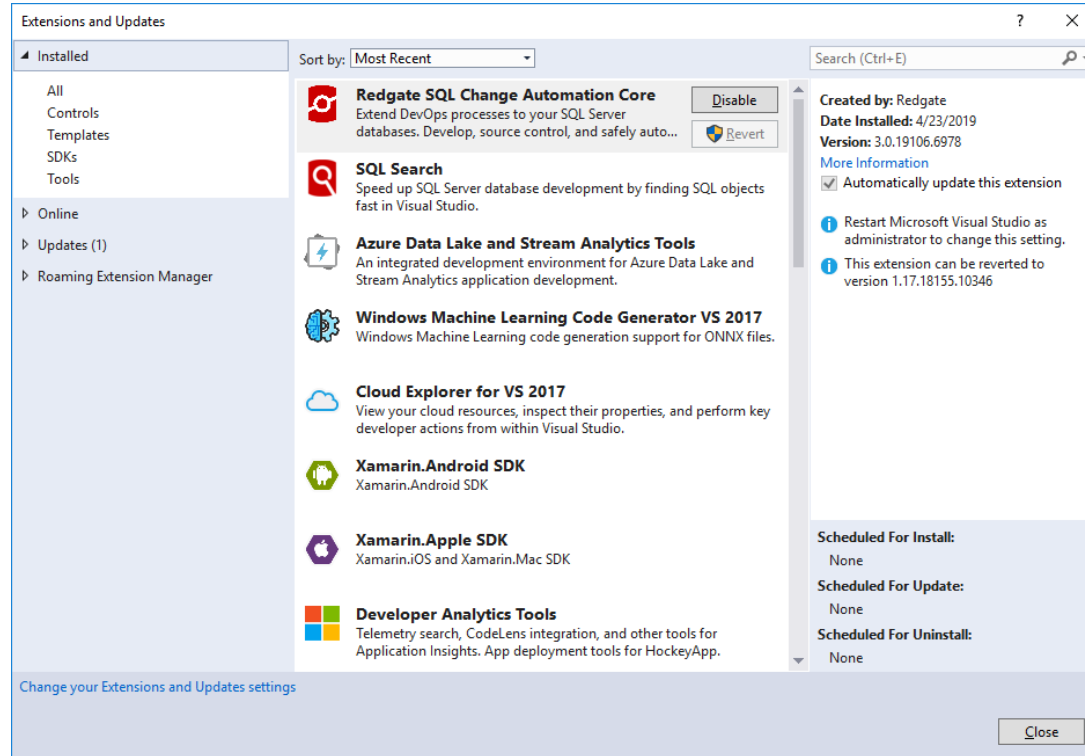 Extensions and Updates
?
Installed
All
Controls
Templates
SDKs
Tools
Online
Updates (1)
Roaming Extension Manager
Sort by: Most Recent
Redgate SQL Change Automation Core
Extend DevOps processes to your SQL Server
databases. Develop, source control, and safely auto...
Disable
Revert
SQL Search
Speed up SQL Server database development by finding SQL objects
fast in Visual Studio.
Azure Data Lake and Stream Analytics Tools
An integrated development environment for Azure Data Lake and
Stream Analytics application development.
Windows Machine Learning Code Generator VS 2017
Windows Machine Learning code generation support for ONNX files.
Cloud Explorer for VS 2017
View your cloud resources, inspect their properties, and perform key
developer actions from within Visual Studio.
Xamarin.Android SDK
Xamarin.Android SDK
Xamarin.Apple SDK
Xamarin.iOS and Xamarin.Mac SDK
Developer Analytics Tools
Telemetry search, CodeLens integration, and other tools for
Application Insights. App deployment tools for HockeyApp.
Search (Ctrl+E)
Created by: Redgate
Date Installed: 4/23/2019
Version: 3.0.19106.6978
More Information
Automatically update this extension
Restart Microsoft Visual Studio as
administrator to change this setting.
This extension can be reverted to
version 1.17.18155.10346
Scheduled For Install:
None
Scheduled For Update:
None
Scheduled For Uninstall:
None
Change your Extensions and Updates settings
Close